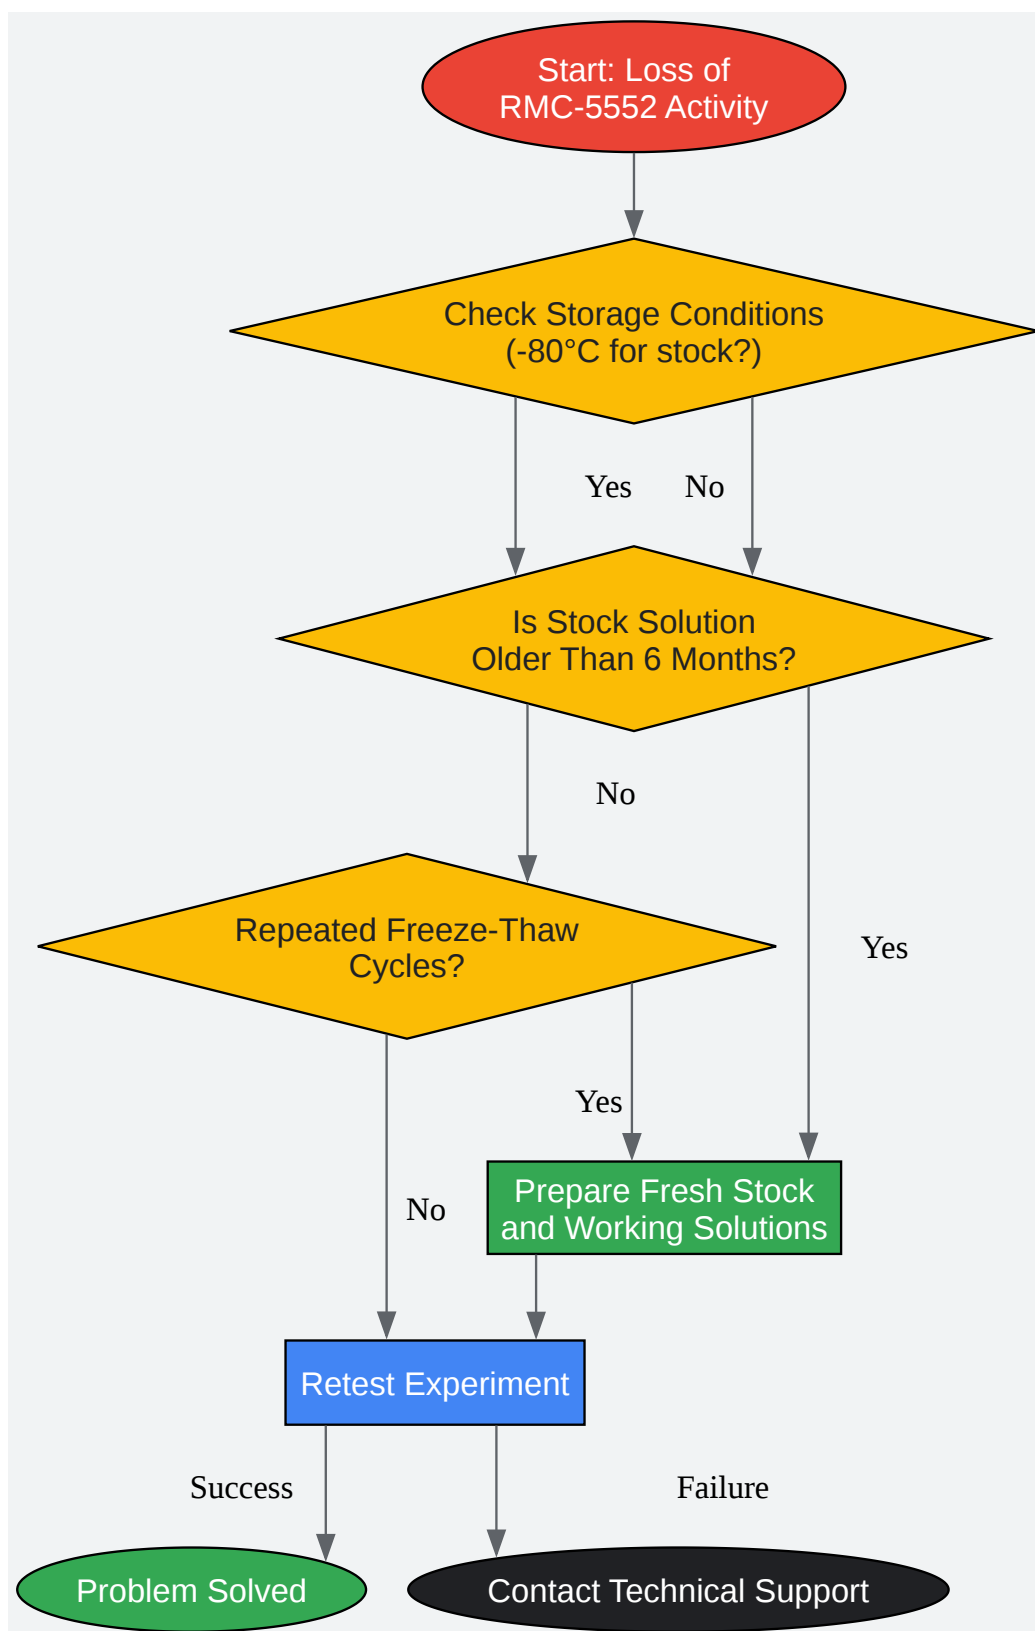 Start: Loss of
RMC-5552 Activity
Check Storage Conditions
(-80°C for stock?)
Yes
No
Is Stock Solution
Older Than 6 Months?
No
Repeated Freeze-Thaw
Cycles?
Yes
Yes
Prepare Fresh Stock
and Working Solutions
No
Retest Experiment
Success
Failure
Problem Solved
Contact Technical Support